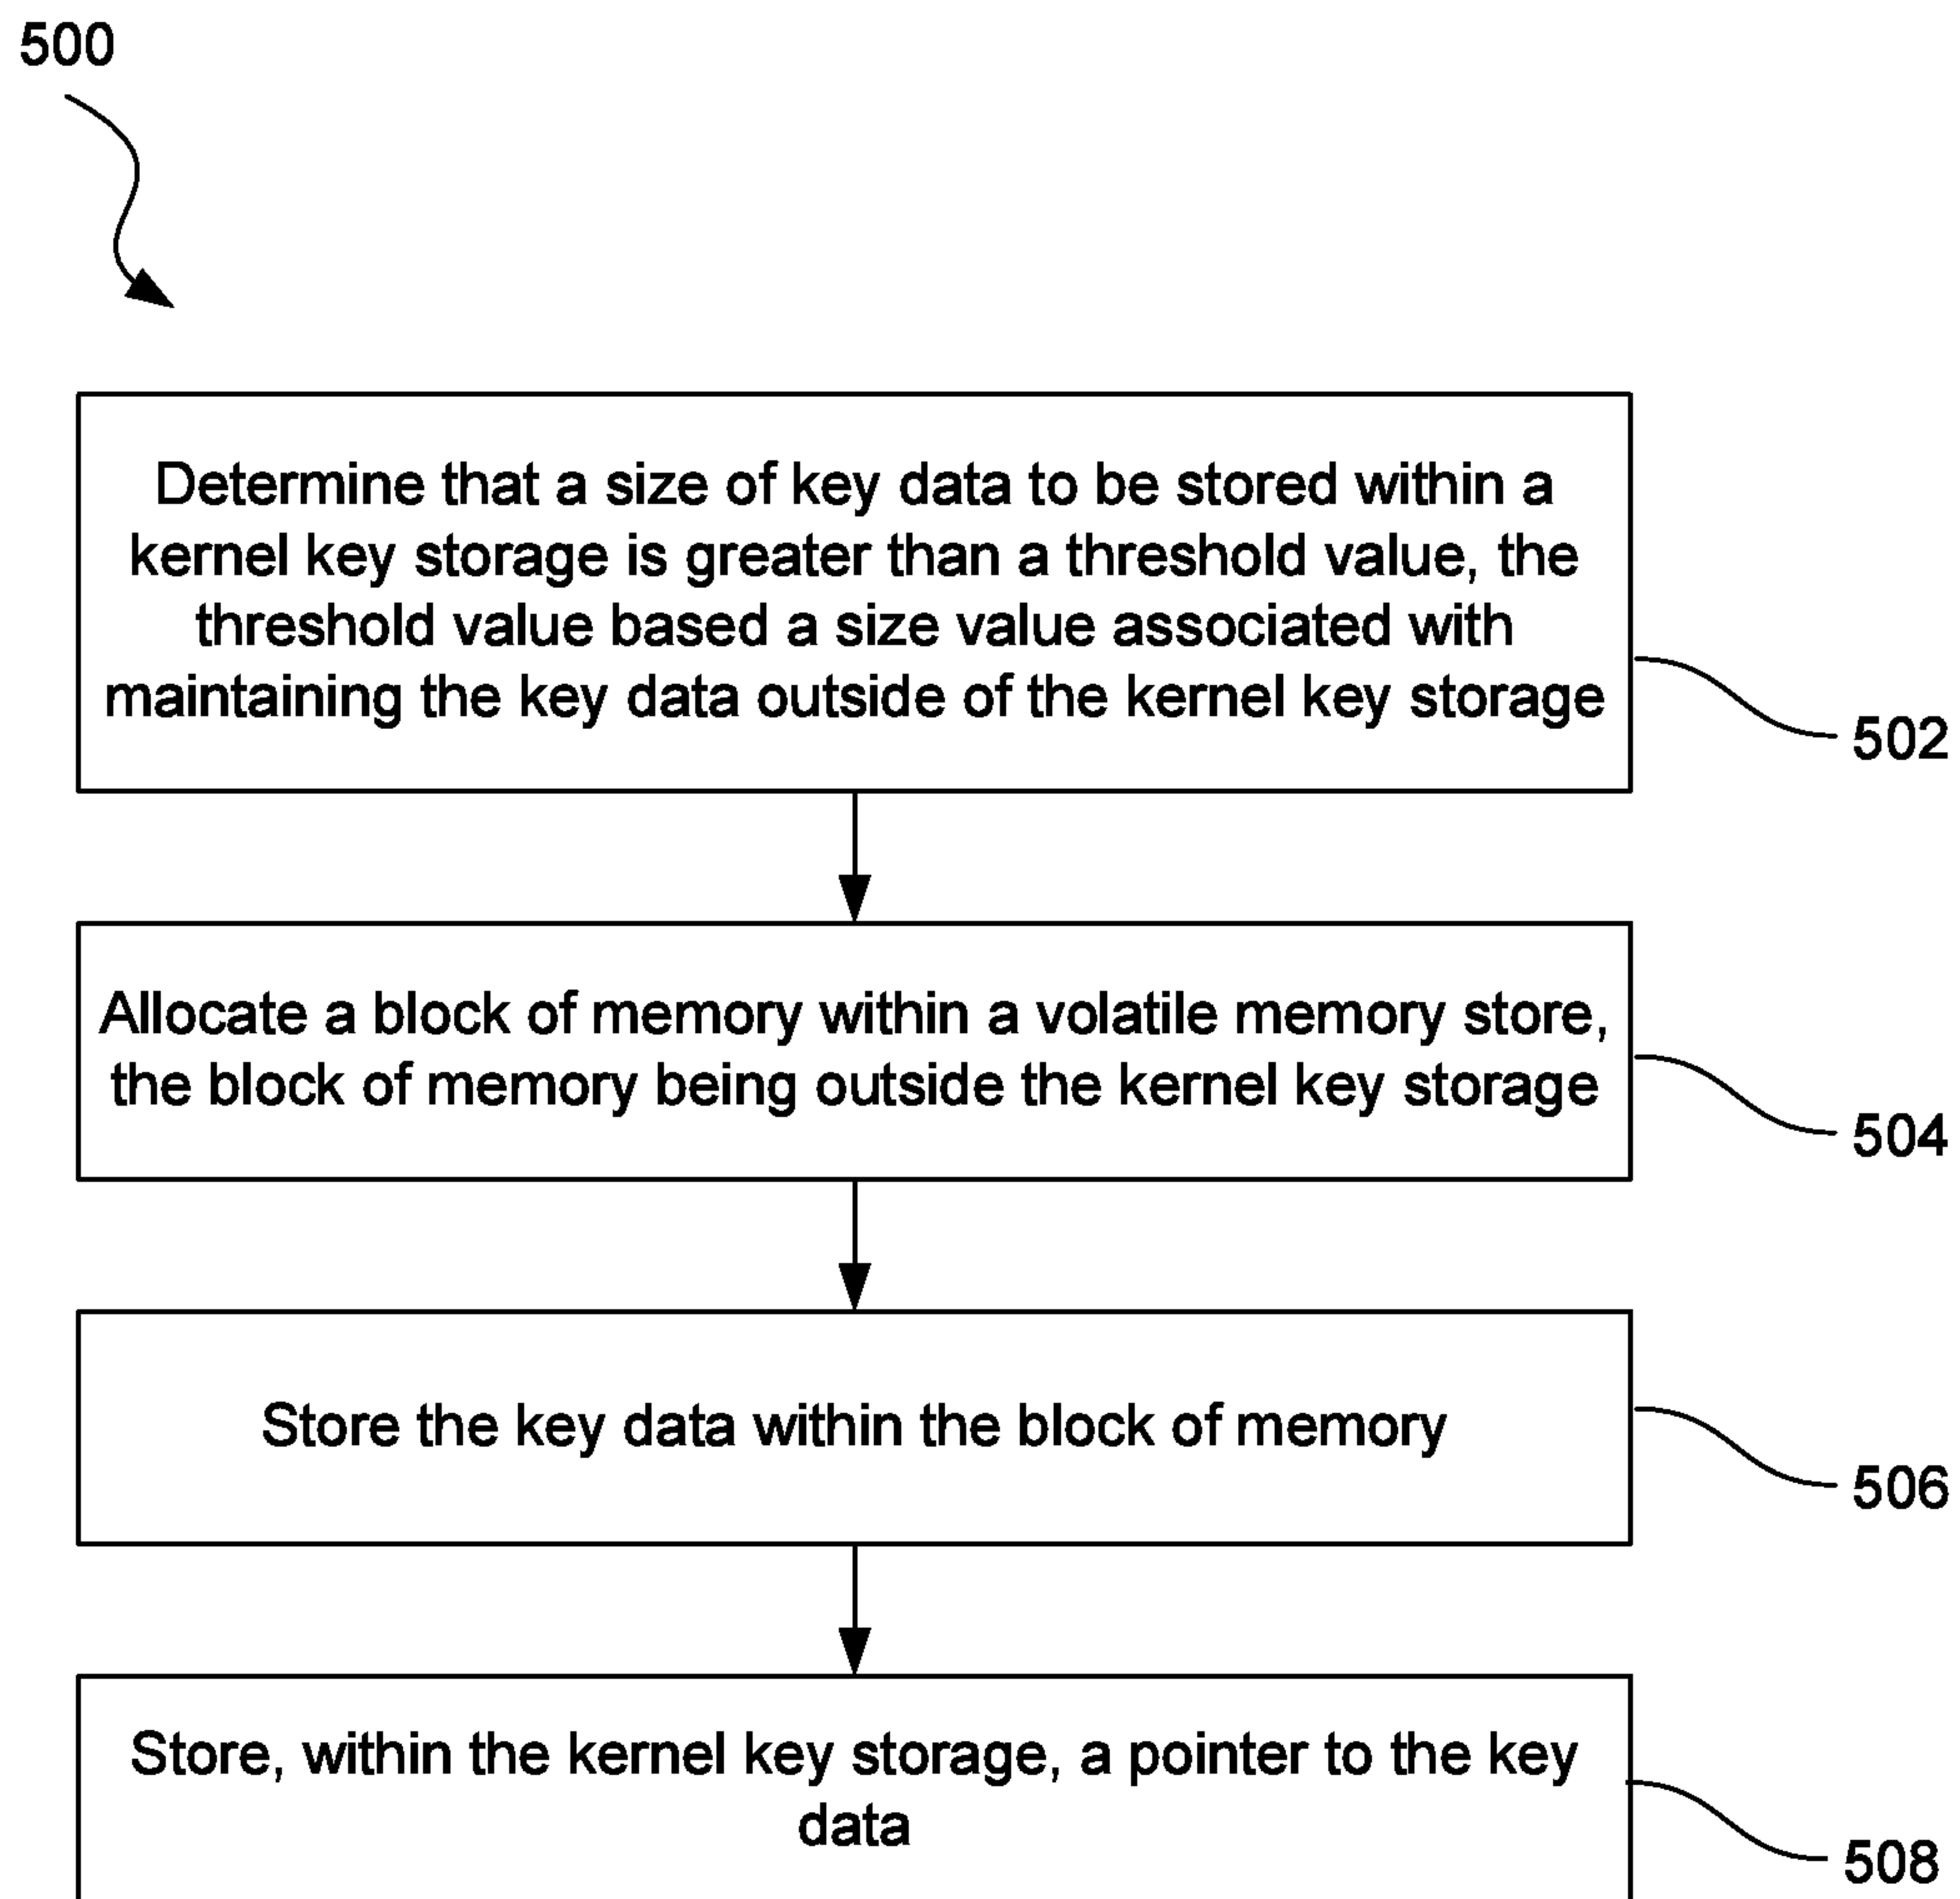 500
Determine that a size of key data to be stored within a
kernel key storage is greater than a threshold value, the
threshold value based a size value associated with
maintaining the key data outside of the kernel key storage
502
Allocate a block of memory within a volatile memory store,
the block of memory being outside the kernel key storage
504
Store the key data within the block of memory
506
Store, within the kernel key storage, a pointer to the key
data
508